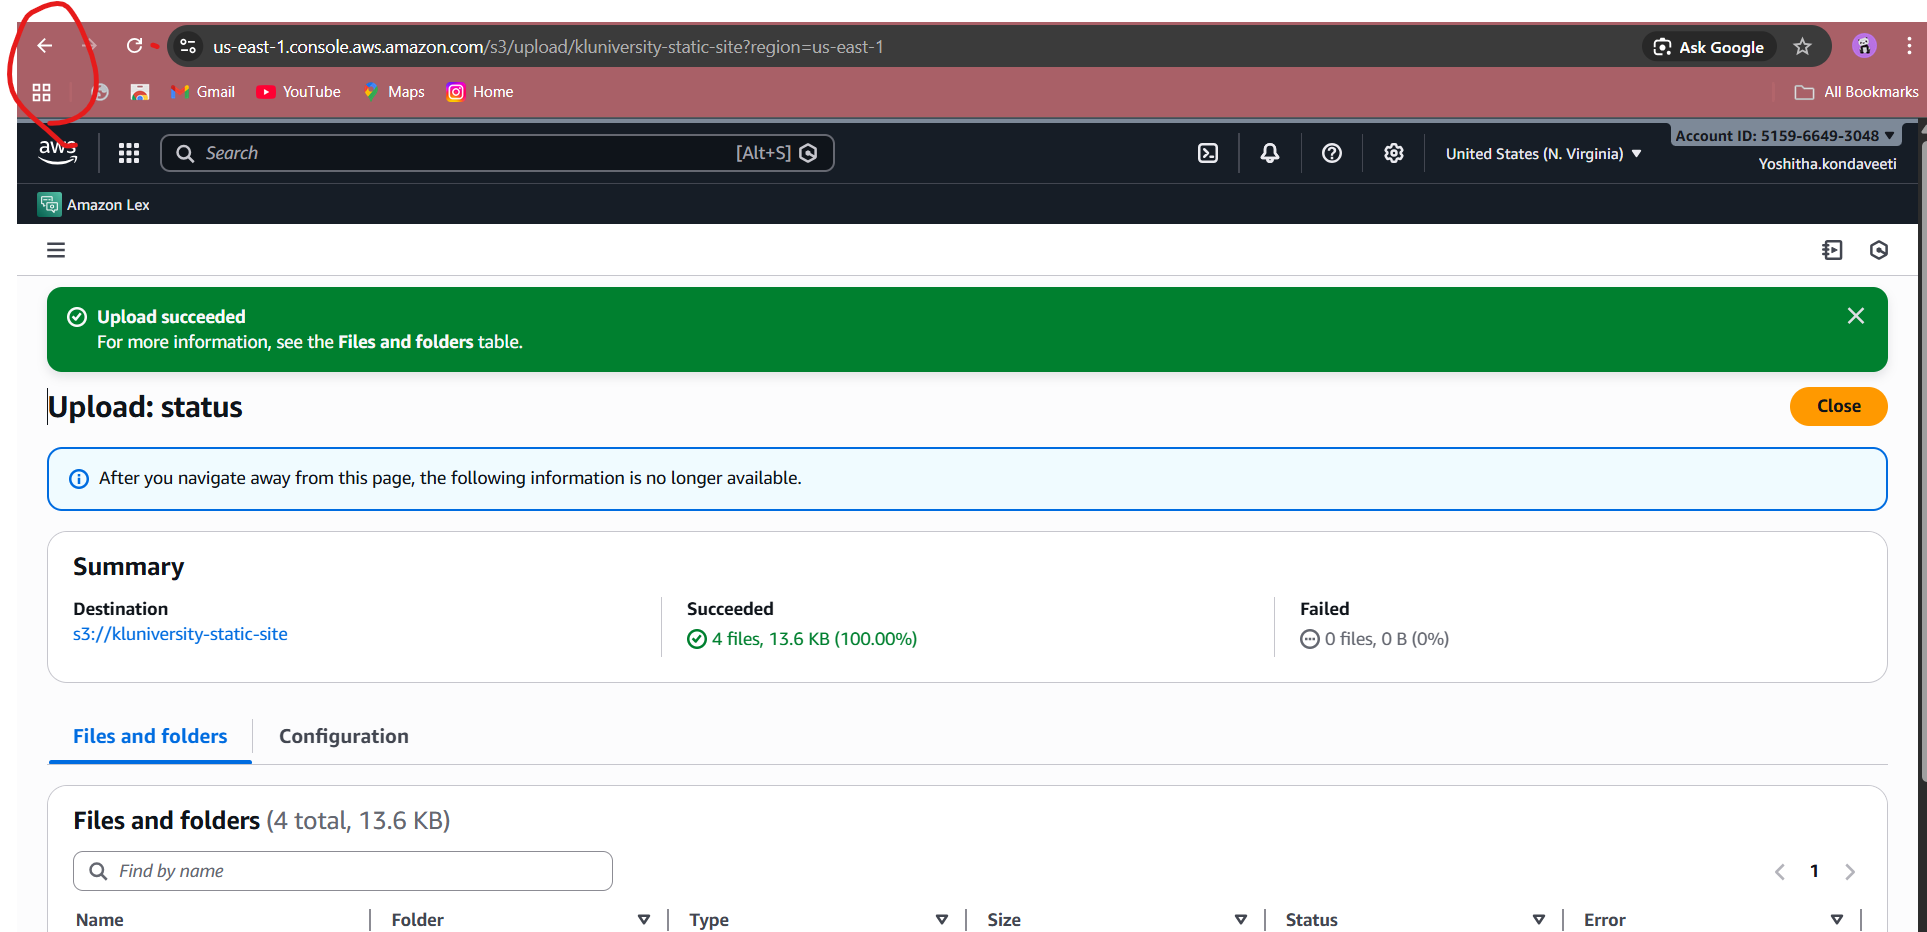 us-east-1.console.aws.amazon.com/s3/upload/kluniversity-static-site?region=us-east-1
Ask Google
Gmail
YouTube
Maps
Home
All Bookmarks
aws
Search
[Alt+S]
United States (N. Virginia)
Account ID: 5159-6649-3048
Yoshitha.kondaveeti
Amazon Lex
Upload succeeded
For more information, see the Files and folders table.
Upload: status
Close
After you navigate away from this page, the following information is no longer available.
Summary
Destination
s3://kluniversity-static-site
Succeeded
4 files, 13.6 KB (100.00%)
Failed
0 files, 0 B (0%)
Files and folders
Configuration
Files and folders (4 total, 13.6 KB)
Find by name
1
Name
Folder
Type
Size
Status
Error